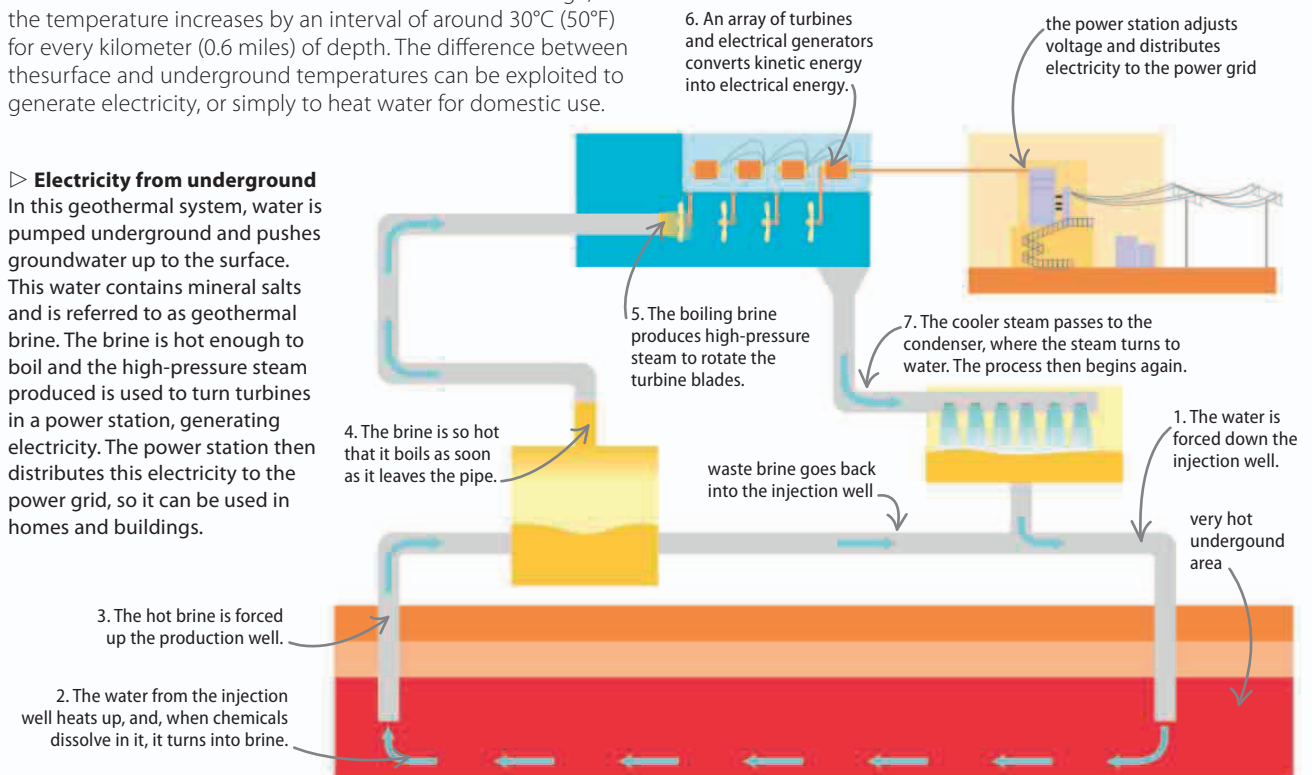 the temperature increases by an interval of around 30°C (50°F)
for every kilometer (0.6 miles) of depth. The difference between
thesurface and underground temperatures can be exploited to
generate electricity, or simply to heat water for domestic use.
▷ Electricity from underground
In this geothermal system, water is
pumped underground and pushes
groundwater up to the surface.
This water contains mineral salts
and is referred to as geothermal
brine. The brine is hot enough to
boil and the high-pressure steam
produced is used to turn turbines
in a power station, generating
electricity. The power station then
distributes this electricity to the
power grid, so it can be used in
homes and buildings.
6. An array of turbines
and electrical generators
converts kinetic energy
into electrical energy.
the power station adjusts
voltage and distributes
electricity to the power grid
5. The boiling brine
produces high-pressure
steam to rotate the
turbine blades.
7. The cooler steam passes to the
condenser, where the steam turns to
water. The process then begins again.
4. The brine is so hot
that it boils as soon
as it leaves the pipe.
waste brine goes back
into the injection well
1. The water is
forced down the
injection well.
very hot
undergound
area
3. The hot brine is forced
up the production well.
2. The water from the injection
well heats up, and, when chemicals
dissolve in it, it turns into brine.